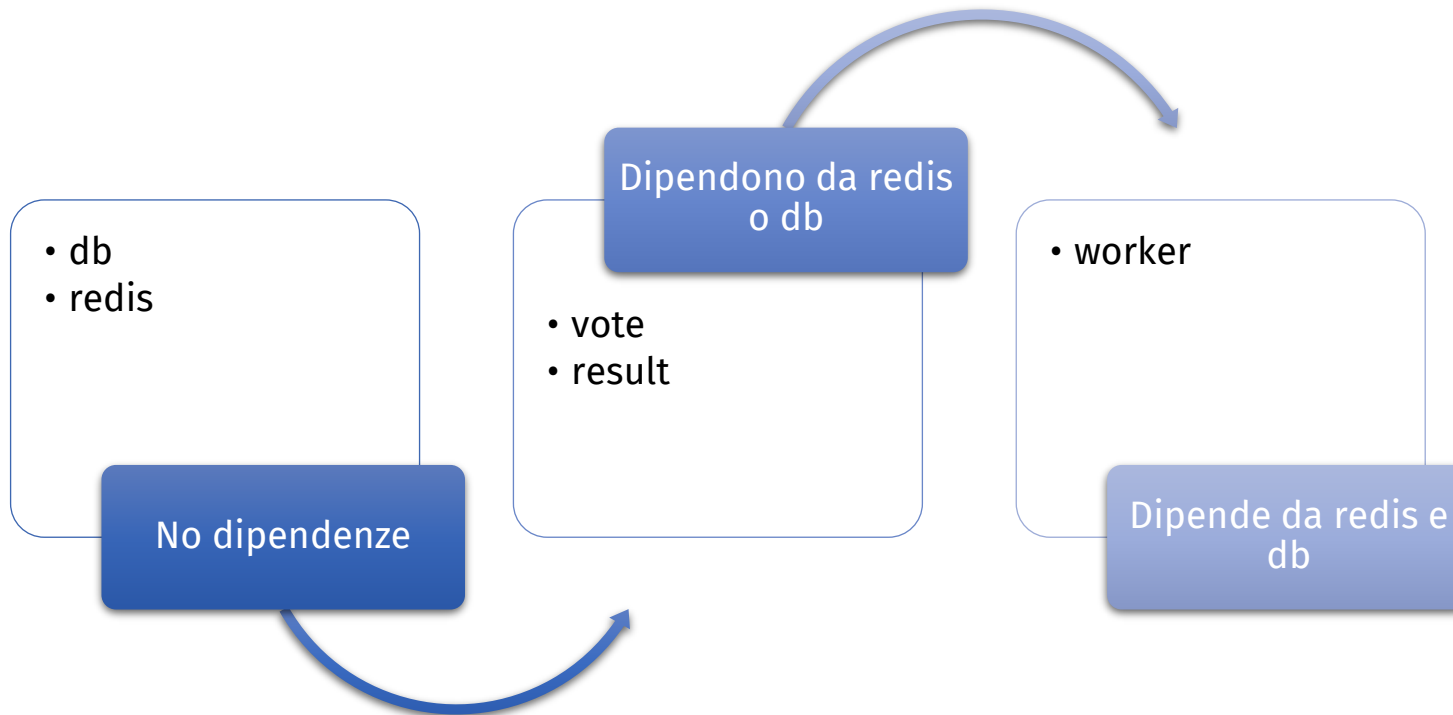 • db
• redis
No dipendenze
Dipendono da redis
o db
• vote
• result
• worker
Dipende da redis e
db